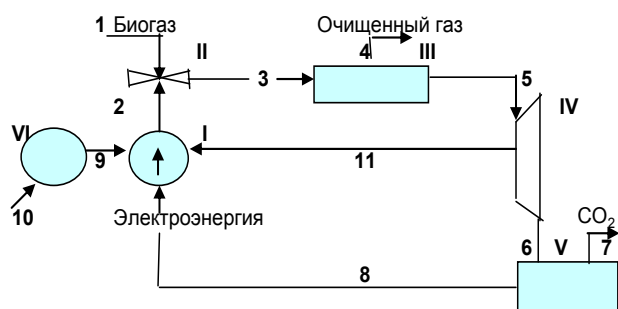 1 Биогаз
Очищенный газ
II
4
III
3
5
2
IV
VI
I
9
11
10
Электроэнергия
CO2
6
V
7
8